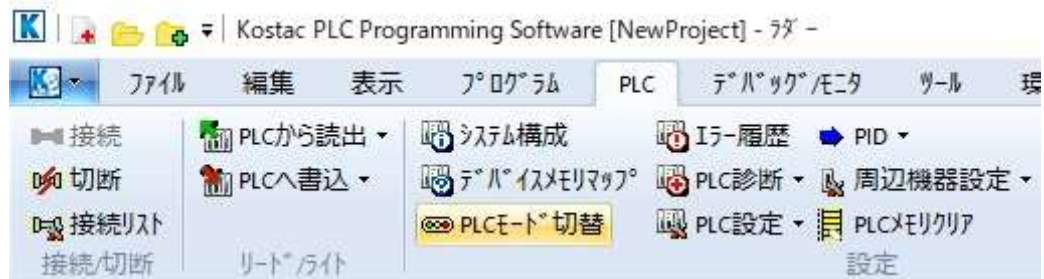 Kostac PLC Programming Software [NewProject] - ﾗﾀﾞｰ
ﾌｧｲﾙ 編集 表示 ﾌﾟﾛｸﾞﾗﾑ PLC ﾃﾞﾊﾞｯｸﾞ/ﾓﾆﾀ ﾂｰﾙ 環
接続 PLCから読出 ｼｽﾃﾑ構成 ｴﾗｰ履歴 PID
切断 PLCへ書込 ﾃﾞﾊﾞｲｽﾒﾓﾘﾏｯﾌﾟ PLC診断 周辺機器設定
接続ﾘｽﾄ PLCﾓｰﾄﾞ切替 PLC設定 PLCﾒﾓﾘｸﾘｱ
接続/切断 ﾘｰﾄﾞ/ﾗｲﾄ 設定